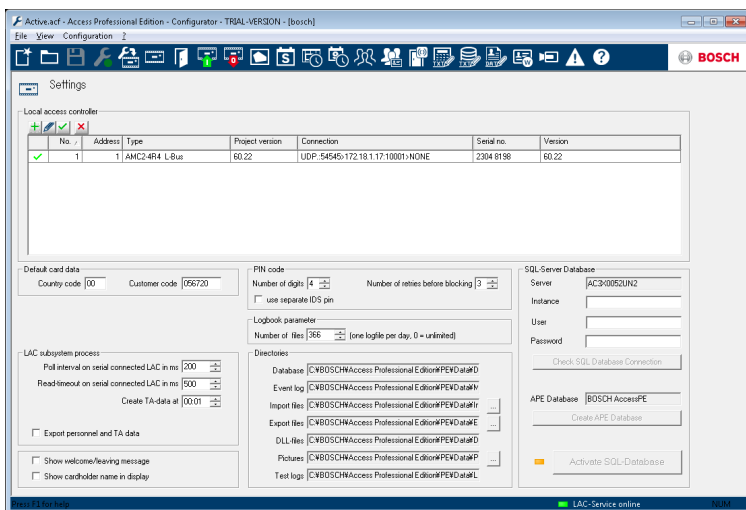 Active.acf - Access Professional Edition - Configurator - TRIAL-VERSION - [bosch]
File View Configuration ?
BOSCH
Settings
Local access controller
No. Address Type Project version Connection Serial no. Version
1 1 AMC2-4R4 L-Bus 60.22 UDP::54545>172.18.1.17:10001>NONE 2304 8198 60.22
Default card data
Country code 00 Customer code 056720
PIN code
Number of digits 4 Number of retries before blocking 3
use separate IDS pin
SQL-Server Database
Server AC3X0052UN2
Instance
User
Password
Check SQL Database Connection
APE Database BOSCH AccessPE
Create APE Database
Activate SQL-Database
Logbook parameter
Number of files 366 (one logfile per day, 0 = unlimited)
LAC subsystem process
Poll interval on serial connected LAC in ms 200
Read-timeout on serial connected LAC in ms 500
Create TA-data at 00:01
Export personnel and TA data
Show welcome/leaving message
Show cardholder name in display
Directories
Database C:¥BOSCH¥Access Professional Edition¥PE¥Data¥D
Event log C:¥BOSCH¥Access Professional Edition¥PE¥Data¥M
Import files C:¥BOSCH¥Access Professional Edition¥PE¥Data¥Ir ...
Export files C:¥BOSCH¥Access Professional Edition¥PE¥Data¥E ...
DLL-files C:¥BOSCH¥Access Professional Edition¥PE¥Data¥D
Pictures C:¥BOSCH¥Access Professional Edition¥PE¥Data¥P ...
Test logs C:¥BOSCH¥Access Professional Edition¥PE¥Data¥L
Press F1 for help LAC-Service online NUM